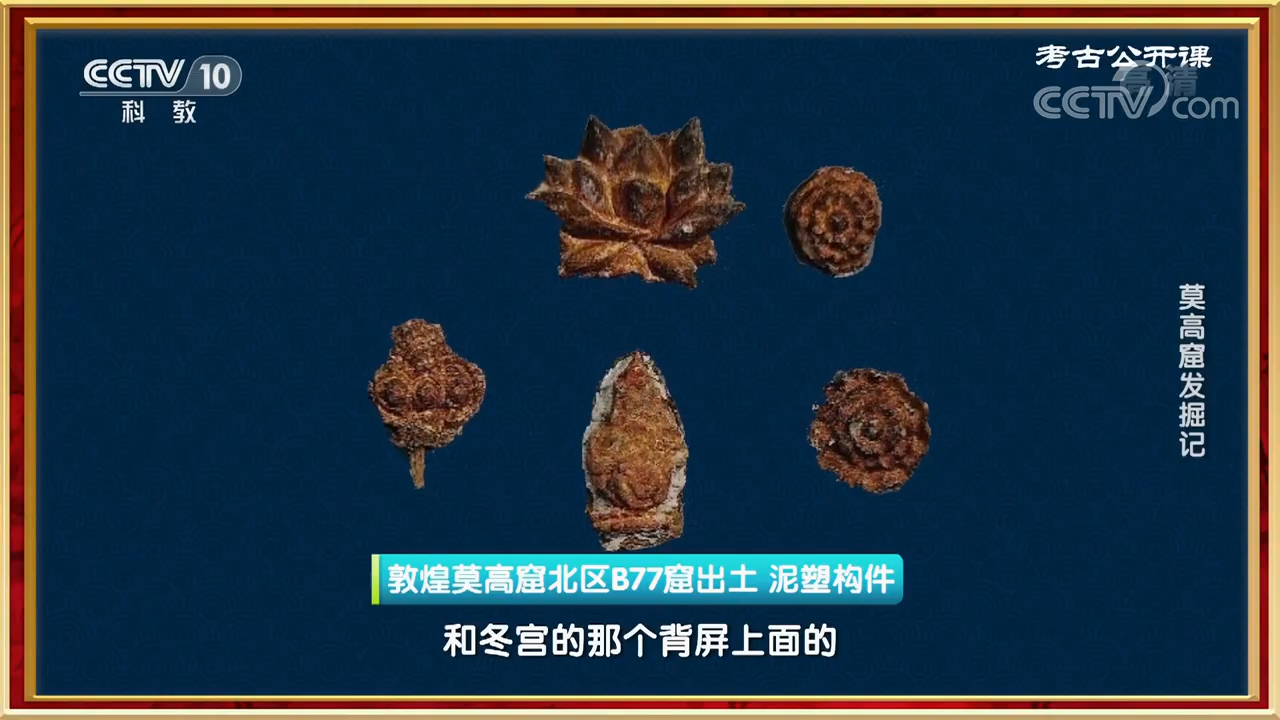 CCTV 10
科教
考古公开课
高清
CCTV.com
莫高窟发掘记
敦煌莫高窟北区B77窟出土 泥塑构件
和冬宫的那个背屏上面的